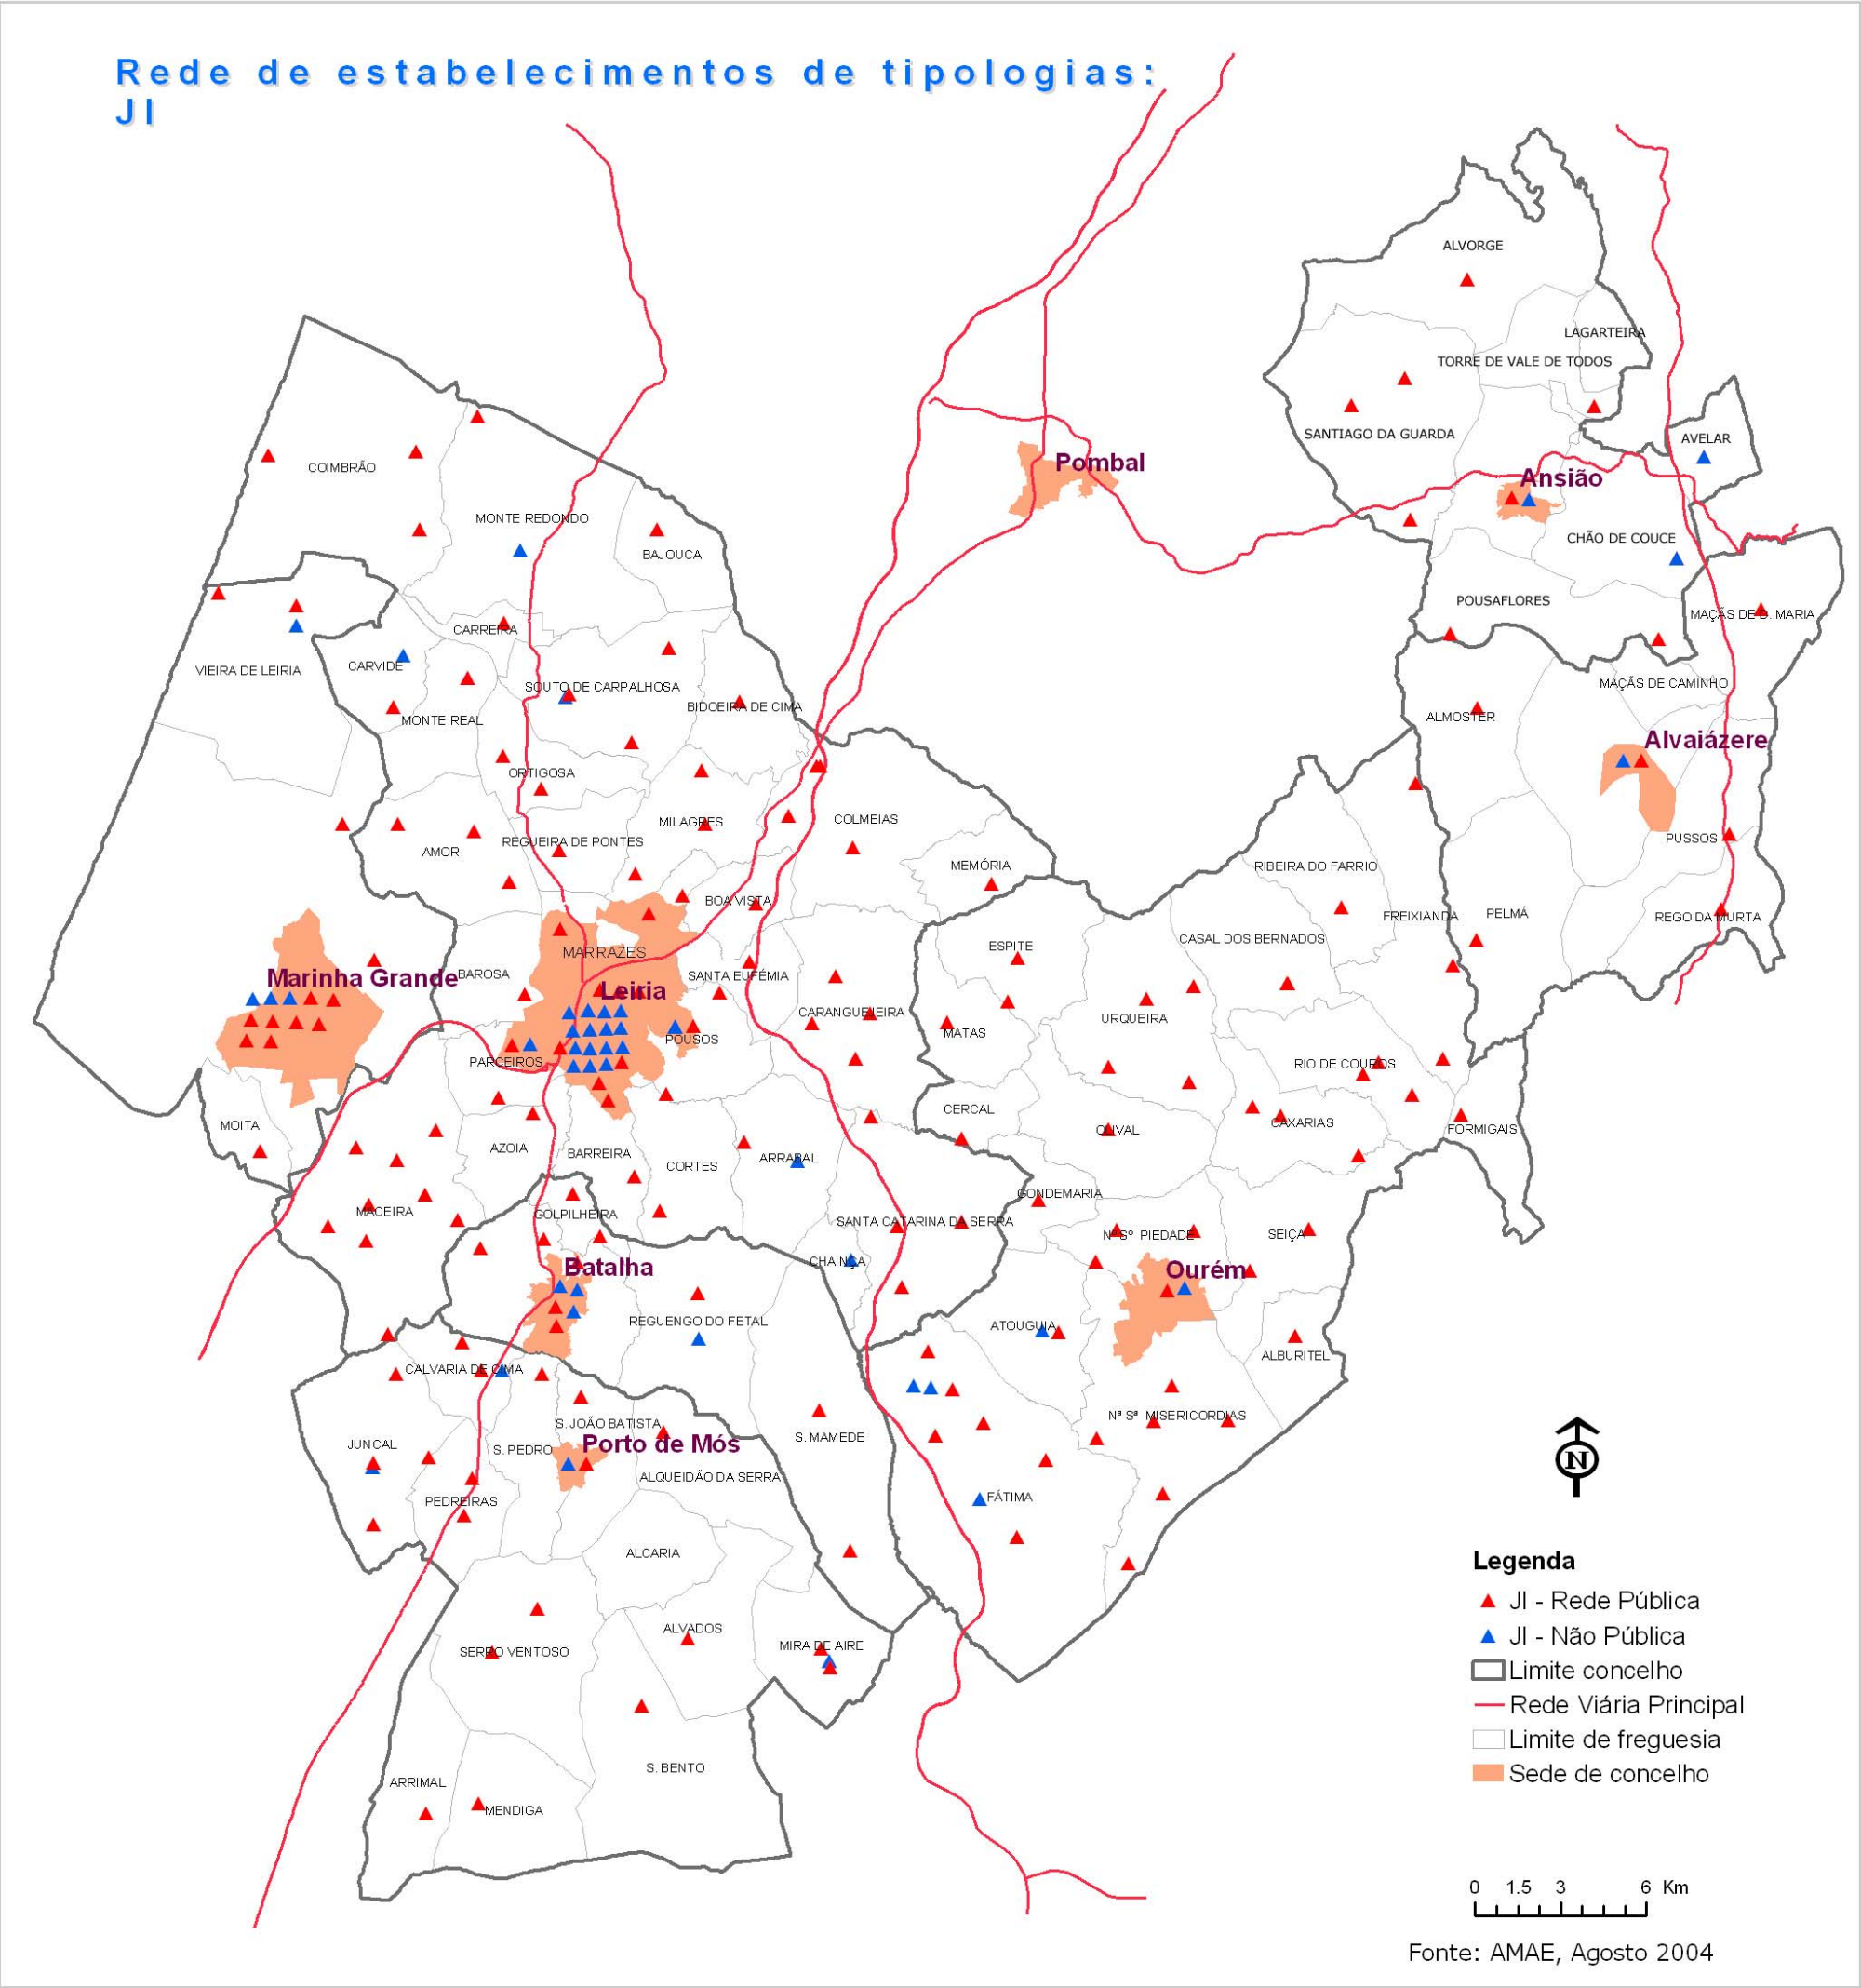 Rede de estabelecimentos de tipologias:
JI
ALVORGE
LAGARTEIRA
TORRE DE VALE DE TODOS
SANTIAGO DA GUARDA
AVELAR
Pombal
Ansião
COIMBRÃO
MONTE REDONDO
CHÃO DE COUCE
BAJOUCA
POUSAFLORES
MAÇÃS DE D. MARIA
CARREIRA
CARVIDE
VIEIRA DE LEIRIA
SOUTO DE CARPALHOSA
MAÇÃS DE CAMINHO
BIDOEIRA DE CIMA
MONTE REAL
ALMOSTER
Alvaiázere
ORTIGOSA
MILAGRES
COLMEIAS
PUSSOS
REGUEIRA DE PONTES
AMOR
MEMÓRIA
RIBEIRA DO FARRIO
BOA VISTA
FREIXIANDA
PELMÁ
REGO DA MURTA
CASAL DOS BERNADOS
ESPITE
MARRAZES
Marinha Grande
BAROSA
SANTA EUFÉMIA
Leiria
CARANGUEJEIRA
URQUEIRA
MATAS
POUSOS
PARCEIROS
RIO DE COUROS
CERCAL
MOITA
CAXARIAS
OLIVAL
FORMIGAIS
AZOIA
BARREIRA
ARRABAL
CORTES
GONDEMARIA
MACEIRA
GOLPILHEIRA
SANTA CATARINA DA SERRA
Nª Sº PIEDADE
SEIÇA
CHAINÇA
Batalha
Ourém
REGUENGO DO FETAL
ATOUGUIA
ALBURITEL
CALVARIA DE CIMA
Nª Sª MISERICORDIAS
S. JOÃO BATISTA
S. MAMEDE
JUNCAL
S. PEDRO
Porto de Mós
ALQUEIDÃO DA SERRA
FÁTIMA
PEDREIRAS
ALCARIA
ALVADOS
MIRA DE AIRE
SERRO VENTOSO
S. BENTO
ARRIMAL
MENDIGA
N
Legenda
JI - Rede Pública
JI - Não Pública
Limite concelho
Rede Viária Principal
Limite de freguesia
Sede de concelho
0 1.5 3 6 Km
Fonte: AMAE, Agosto 2004